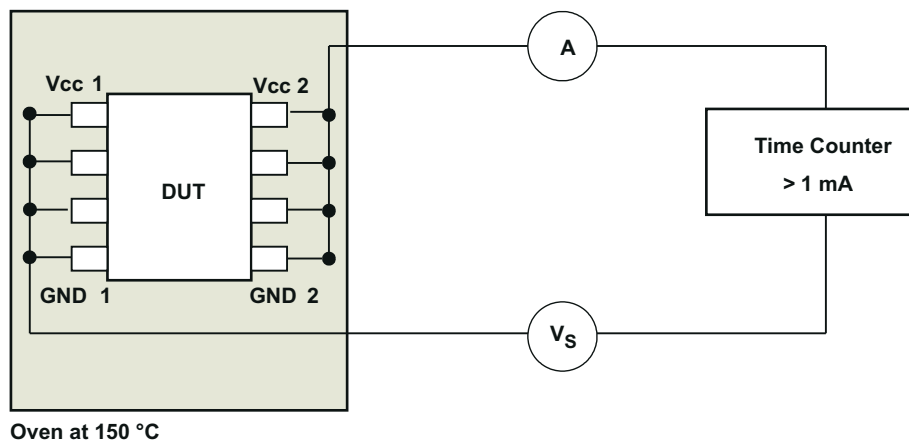 A
Vcc 1
Vcc 2
DUT
Time Counter
> 1 mA
GND 1
GND 2
VS
Oven at 150 °C